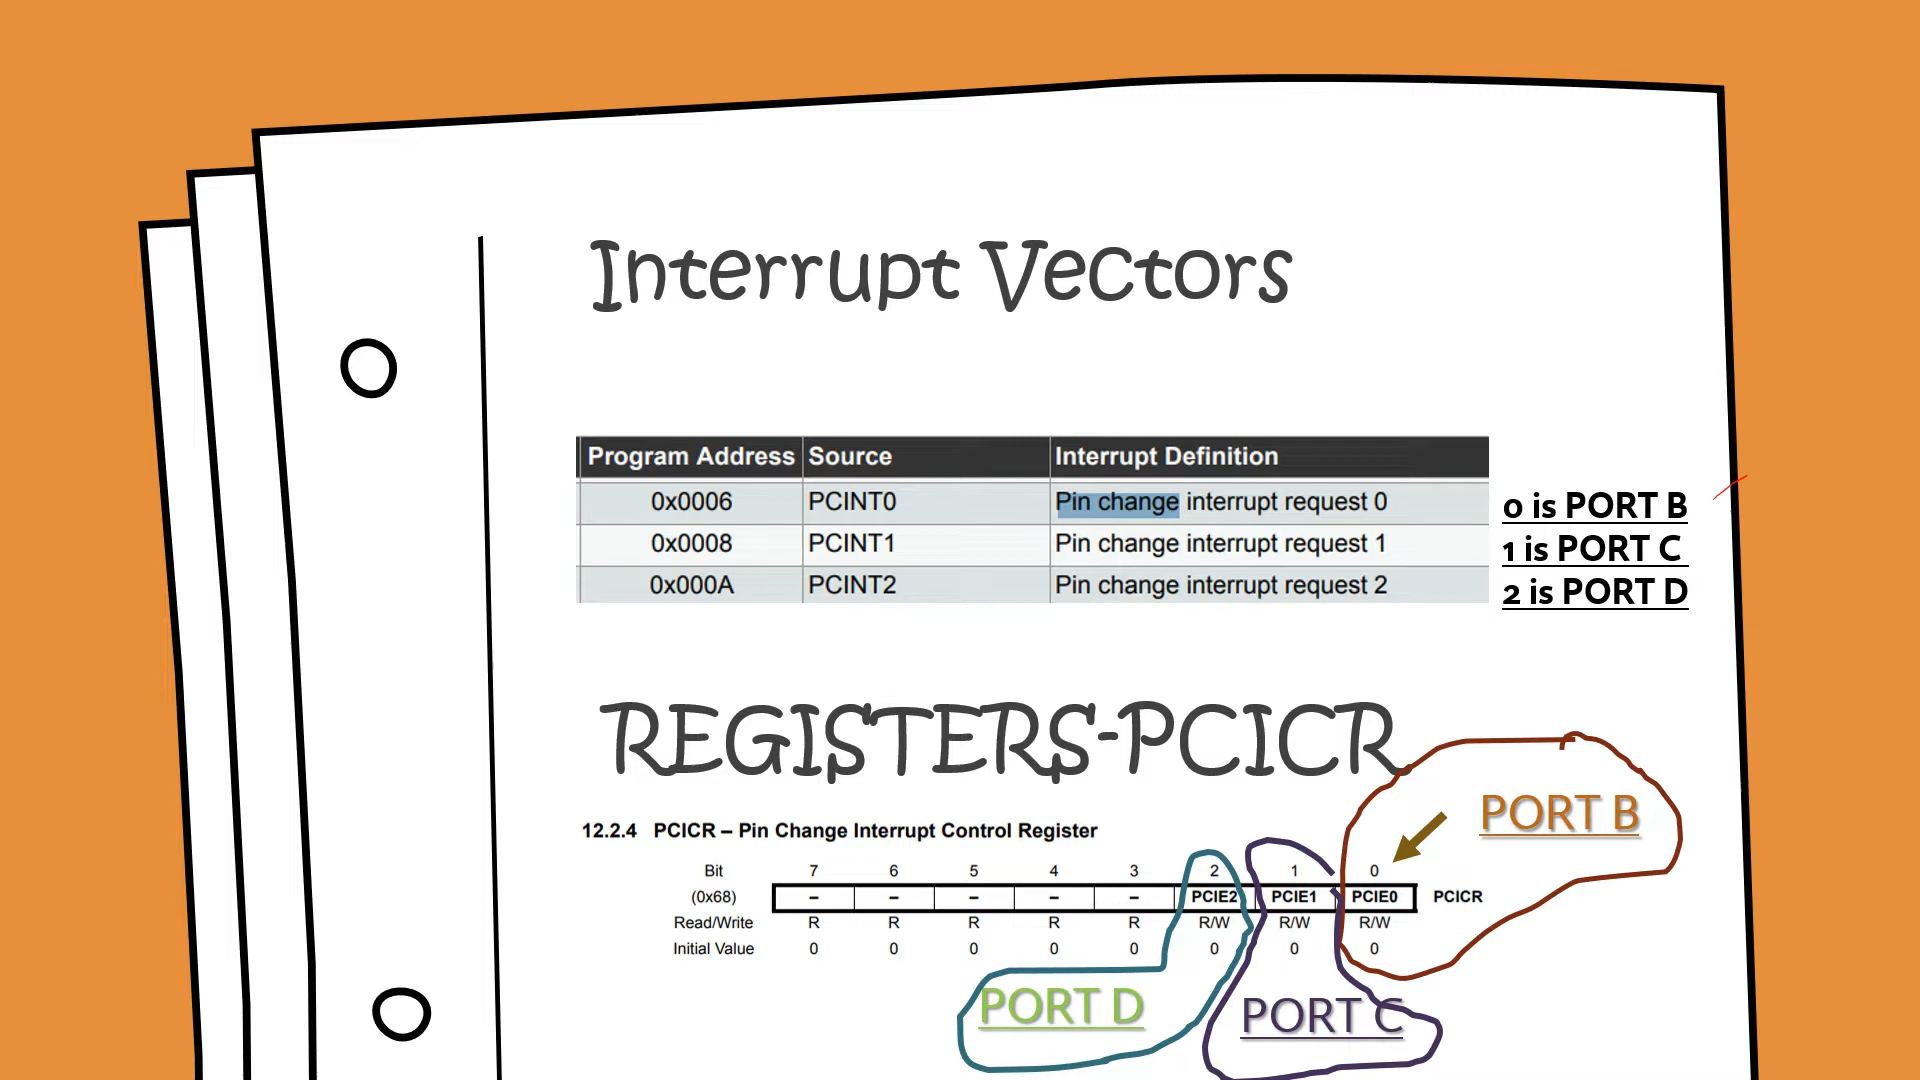 Interrupt Vectors
Program Address Source Interrupt Definition
0x0006 PCINT0 Pin change interrupt request 0
0 is PORT B
0x0008 PCINT1 Pin change interrupt request 1
1 is PORT C
0x000A PCINT2 Pin change interrupt request 2
2 is PORT D
REGISTERS-PCICR
PORT B
12.2.4 PCICR – Pin Change Interrupt Control Register
Bit 7 6 5 4 3 2 1 0
(0x68) – – – – – PCIE2 PCIE1 PCIE0 PCICR
Read/Write R R R R R R/W R/W R/W
Initial Value 0 0 0 0 0 0 0 0
PORT D
PORT C